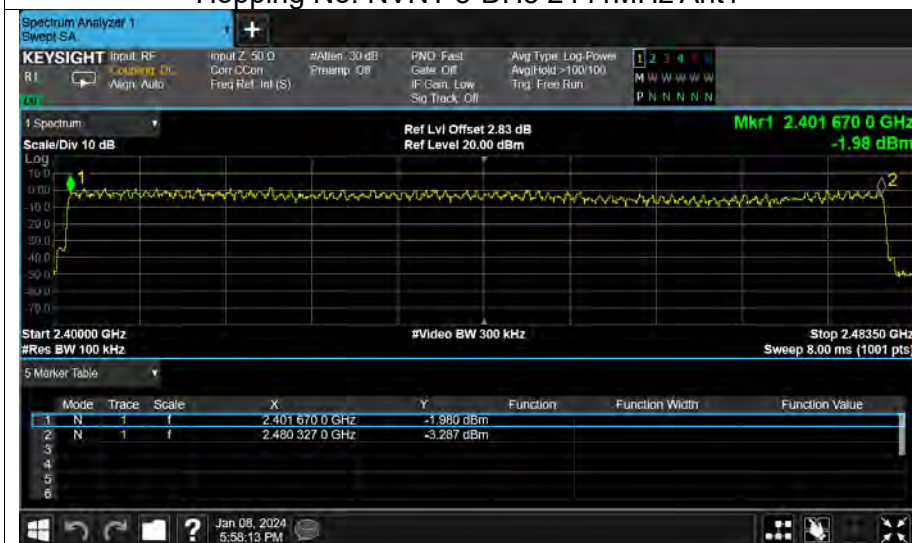 Hopping No. NVNT 3-DH5 2441MHz Ant1
Spectrum Analyzer 1
Swept SA
+
KEYSIGHT Input: RF Input Z: 50 Ω #Atten: 30 dB PNO: Fast Avg Type: Log-Power 1 2 3 4 5 6
R T Coupling: DC Corr CCorr Preamp: Off Gate: Off Avg|Hold:>100/100 M W W W W W
Align: Auto Freq Ref: Int (S) IF Gain: Low Trig: Free Run
Sig Track: Off P N N N N N
1 Spectrum
Ref Lvl Offset 2.83 dB Mkr1 2.401 670 0 GHz
Scale/Div 10 dB Ref Level 20.00 dBm -1.98 dBm
Log
10.0
1
2
0.00
-10.0
-20.0
-30.0
-40.0
-50.0
-60.0
-70.0
Start 2.40000 GHz #Video BW 300 kHz Stop 2.48350 GHz
#Res BW 100 kHz Sweep 8.00 ms (1001 pts)
5 Marker Table
Mode Trace Scale X Y Function Function Width Function Value
1 N 1 f 2.401 670 0 GHz -1.980 dBm
2 N 1 f 2.480 327 0 GHz -3.287 dBm
3
4
5
6
? Jan 08, 2024
5:58:13 PM